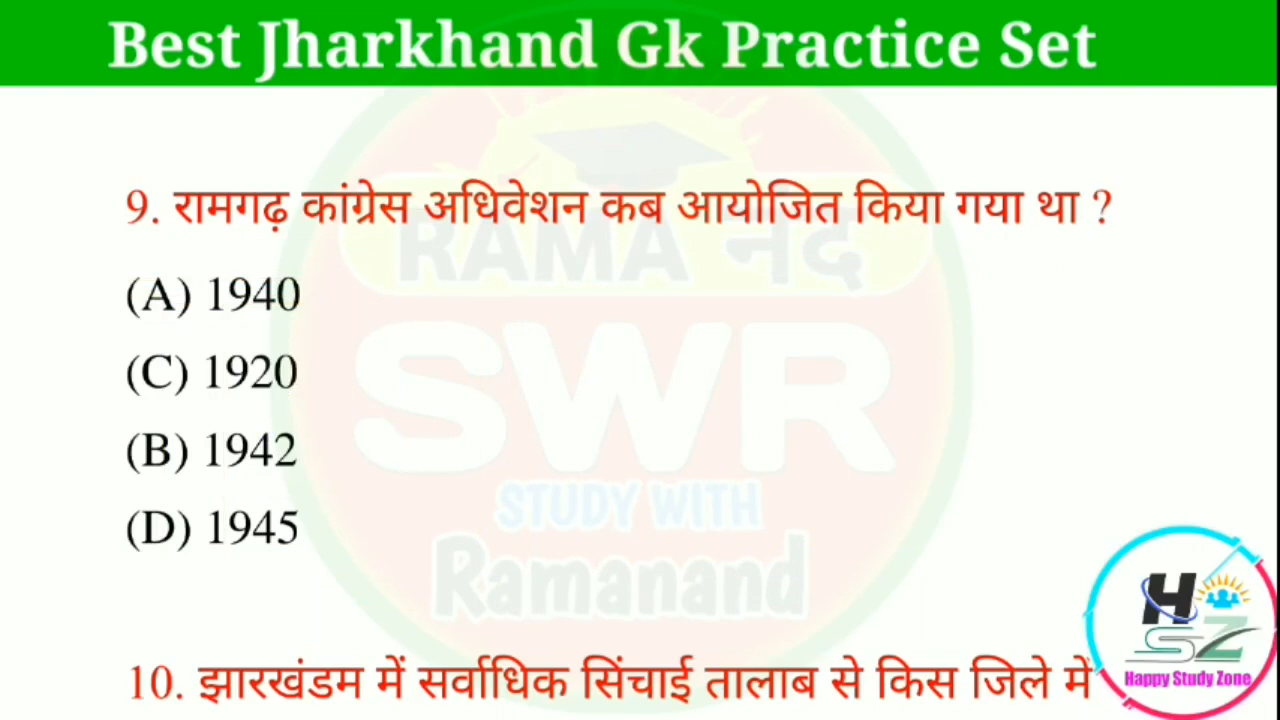 Best Jharkhand Gk Practice Set
9. रामगढ़ कांग्रेस अधिवेशन कब आयोजित किया गया था ?
(A) 1940
(C) 1920
(B) 1942
(D) 1945
RAMA नंद
SWR
STUDY WITH
Ramanand
10. झारखंडम में सर्वाधिक सिंचाई तालाब से किस जिले में
H
SZ
Happy Study Zone